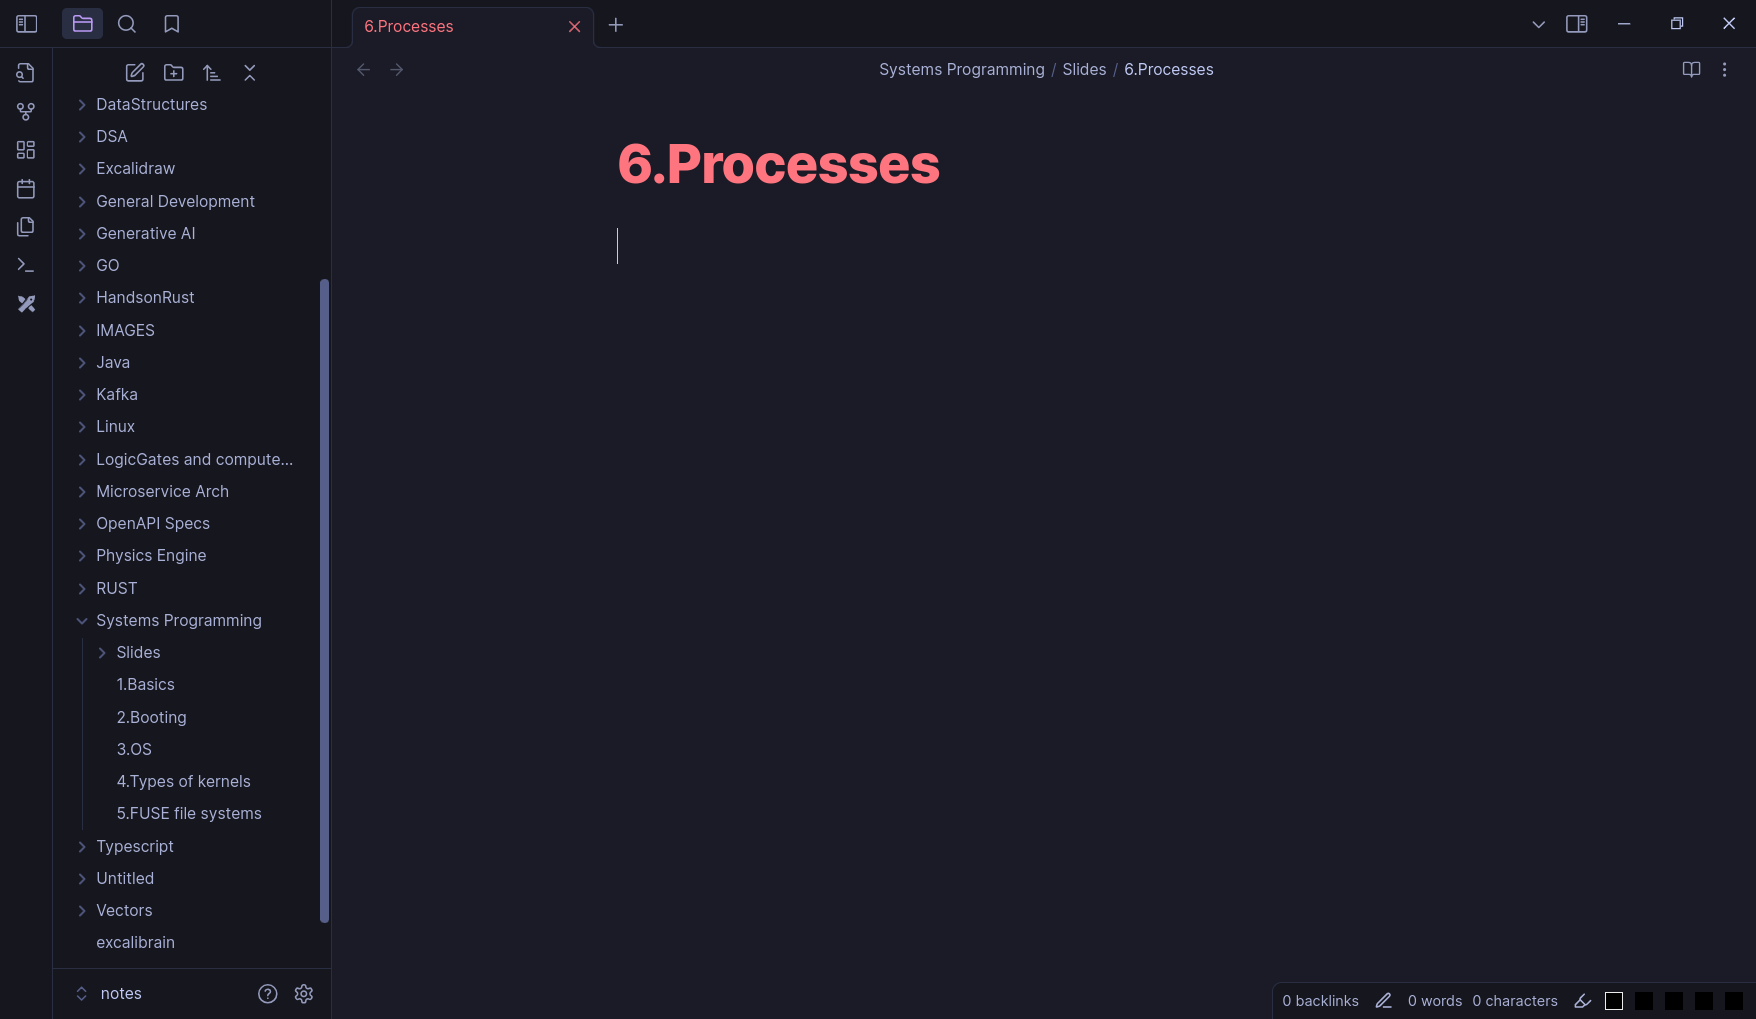 6.Processes
Systems Programming / Slides / 6.Processes
DataStructures
DSA
Excalidraw
General Development
Generative AI
GO
HandsonRust
IMAGES
Java
Kafka
Linux
LogicGates and compute...
Microservice Arch
OpenAPI Specs
Physics Engine
RUST
Systems Programming
Slides
1.Basics
2.Booting
3.OS
4.Types of kernels
5.FUSE file systems
Typescript
Untitled
Vectors
excalibrain
notes
6.Processes
0 backlinks 0 words 0 characters